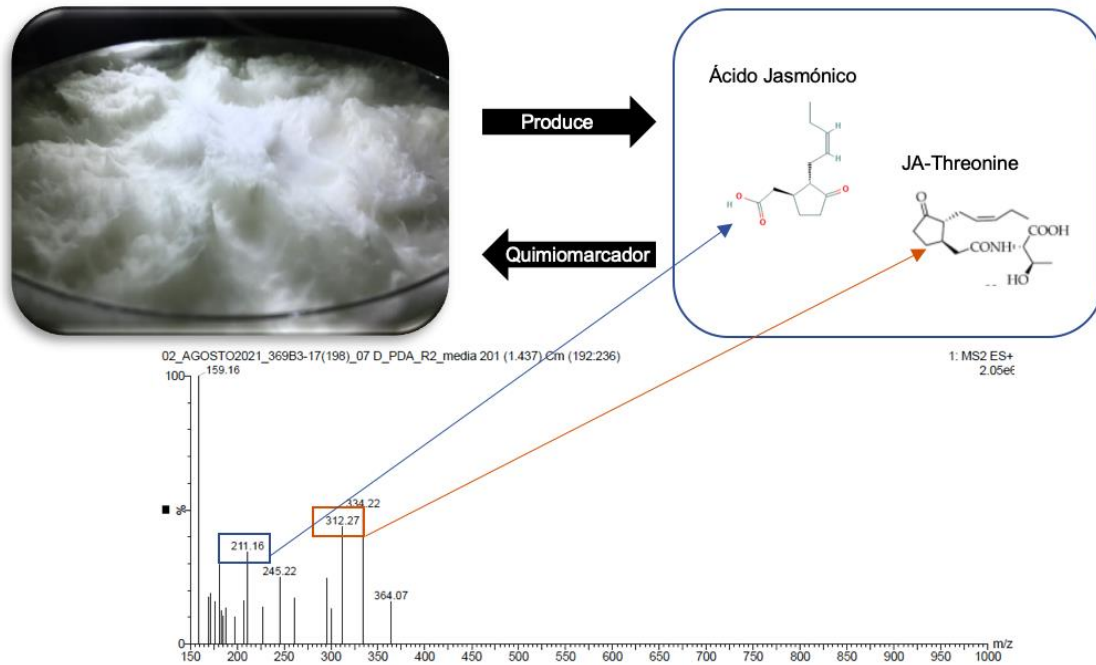 Ácido Jasmónico
Produce
H
H
O
H
O
O
JA-Threonine
O
COOH
CONH
HO
Quimiomarcador
02_AGOSTO2021_369B3-17(198)_07 D_PDA_R2_media 201 (1.437) Cm (192:236)
1: MS2 ES+
2.05e6
100
159.16
%
334.22
312.27
211.16
245.22
364.07
0
m/z
150 200 250 300 350 400 450 500 550 600 650 700 750 800 850 900 950 1000